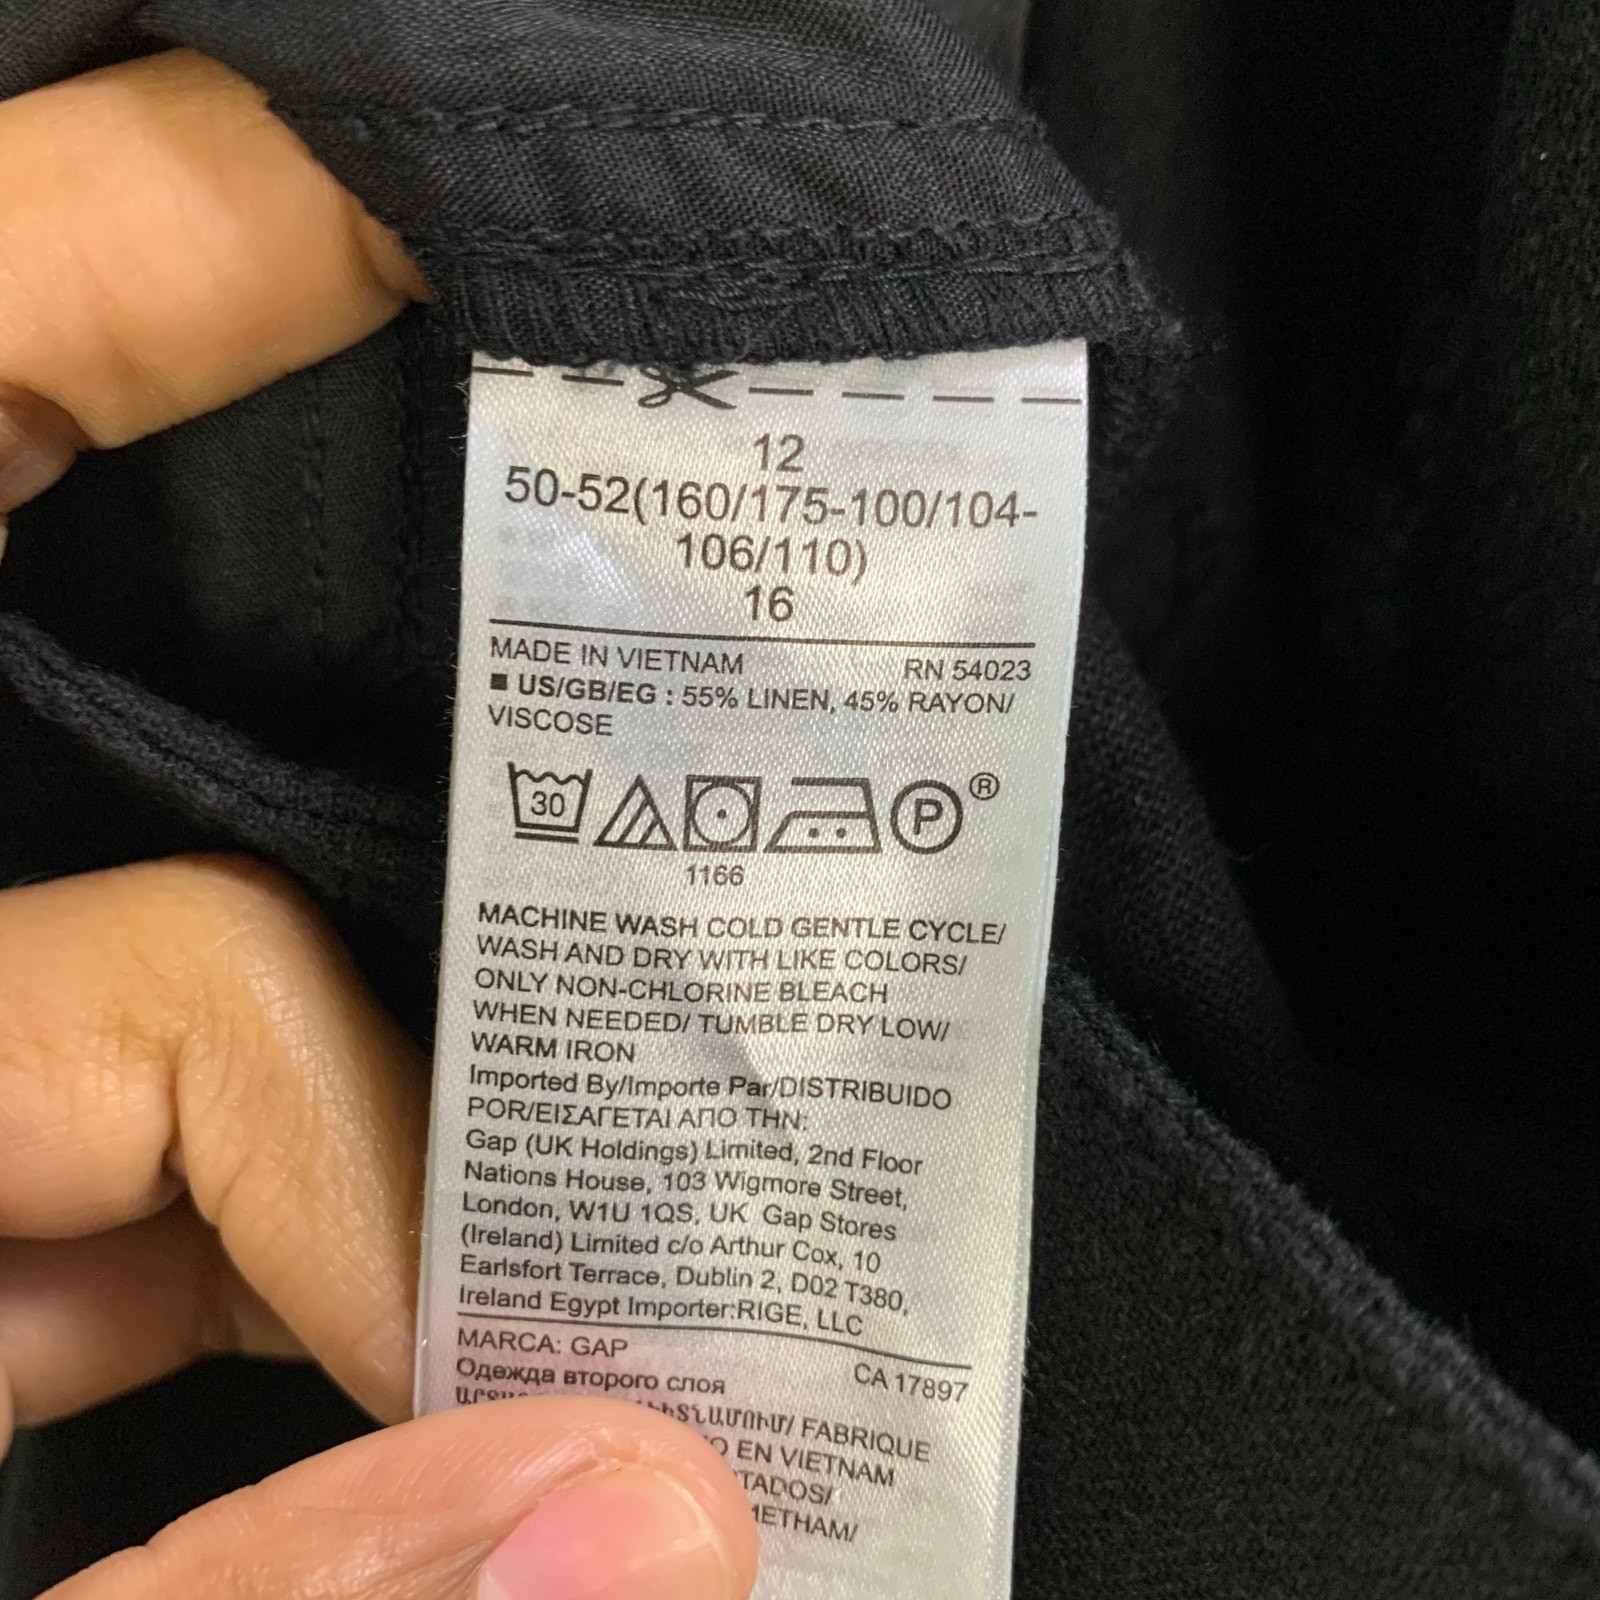 12
50-52(160/175-100/104-
106/110)
16
MADE IN VIETNAM RN 54023
■ US/GB/EG : 55% LINEN, 45% RAYON/
VISCOSE
30 P ®
1166
MACHINE WASH COLD GENTLE CYCLE/
WASH AND DRY WITH LIKE COLORS/
ONLY NON-CHLORINE BLEACH
WHEN NEEDED/ TUMBLE DRY LOW/
WARM IRON
Imported By/Importe Par/DISTRIBUIDO
POR/ΕΙΣΑΓΕΤΑΙ ΑΠΟ ΤΗΝ:
Gap (UK Holdings) Limited, 2nd Floor
Nations House, 103 Wigmore Street,
London, W1U 1QS, UK Gap Stores
(Ireland) Limited c/o Arthur Cox, 10
Earlsfort Terrace, Dublin 2, D02 T380,
Ireland Egypt Importer:RIGE, LLC
MARCA: GAP CA 17897
Одежда второго слоя
FABRIQUE
EN VIETNAM